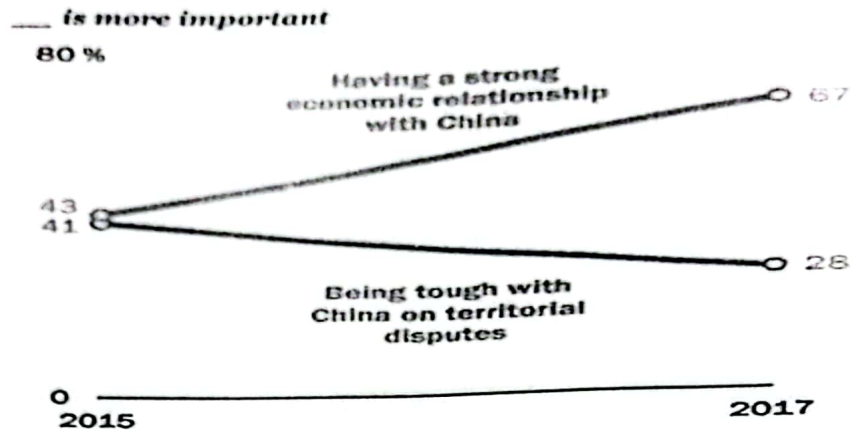 ___ is more important
80 %
Having a strong
economic relationship
with China
67
43
41
28
Being tough with
China on territorial
disputes
0
2015
2017